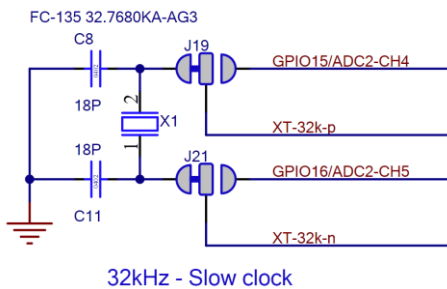 FC-135 32.7680KA-AG3
C8
J19
GPIO15/ADC2-CH4
18P
2
X1
XT-32k-p
18P
1
J21
GPIO16/ADC2-CH5
C11
XT-32k-n
32kHz - Slow clock